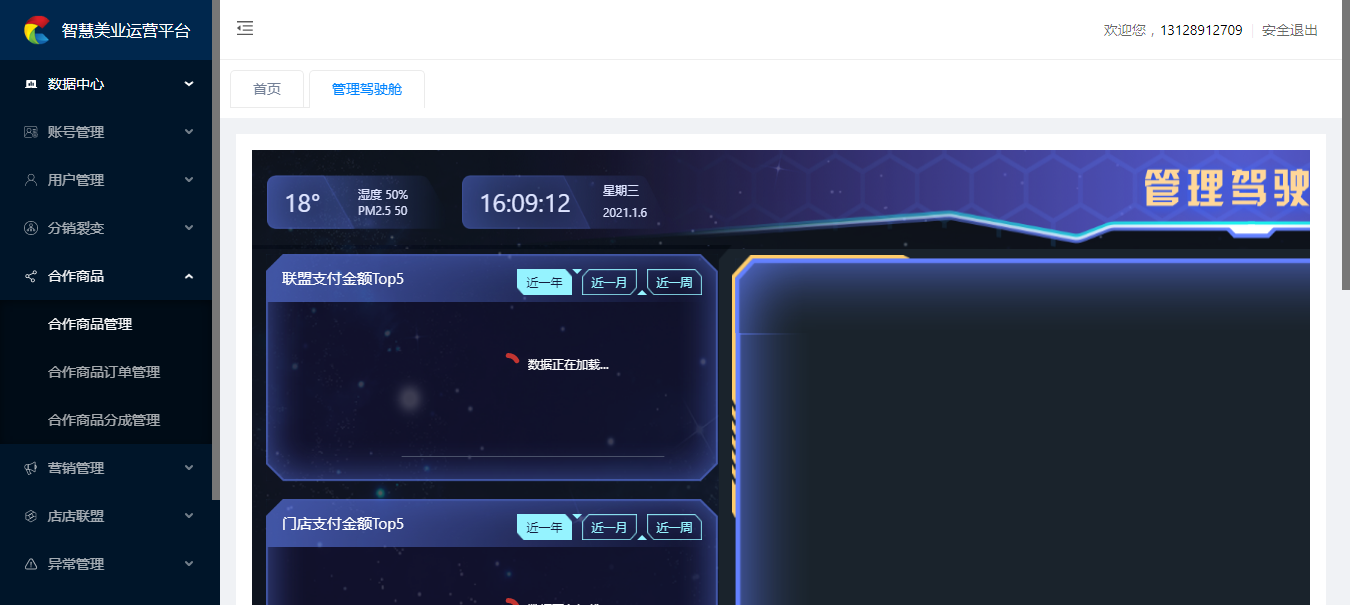 智慧美业运营平台
欢迎您，13128912709
安全退出
数据中心
账号管理
用户管理
分销裂变
合作商品
合作商品管理
合作商品订单管理
合作商品分成管理
营销管理
店店联盟
异常管理
首页
管理驾驶舱
18°
湿度 50%
PM2.5 50
16:09:12
星期三
2021.1.6
管理驾驶
联盟支付金额Top5
近一年
近一月
近一周
数据正在加载...
门店支付金额Top5
近一年
近一月
近一周